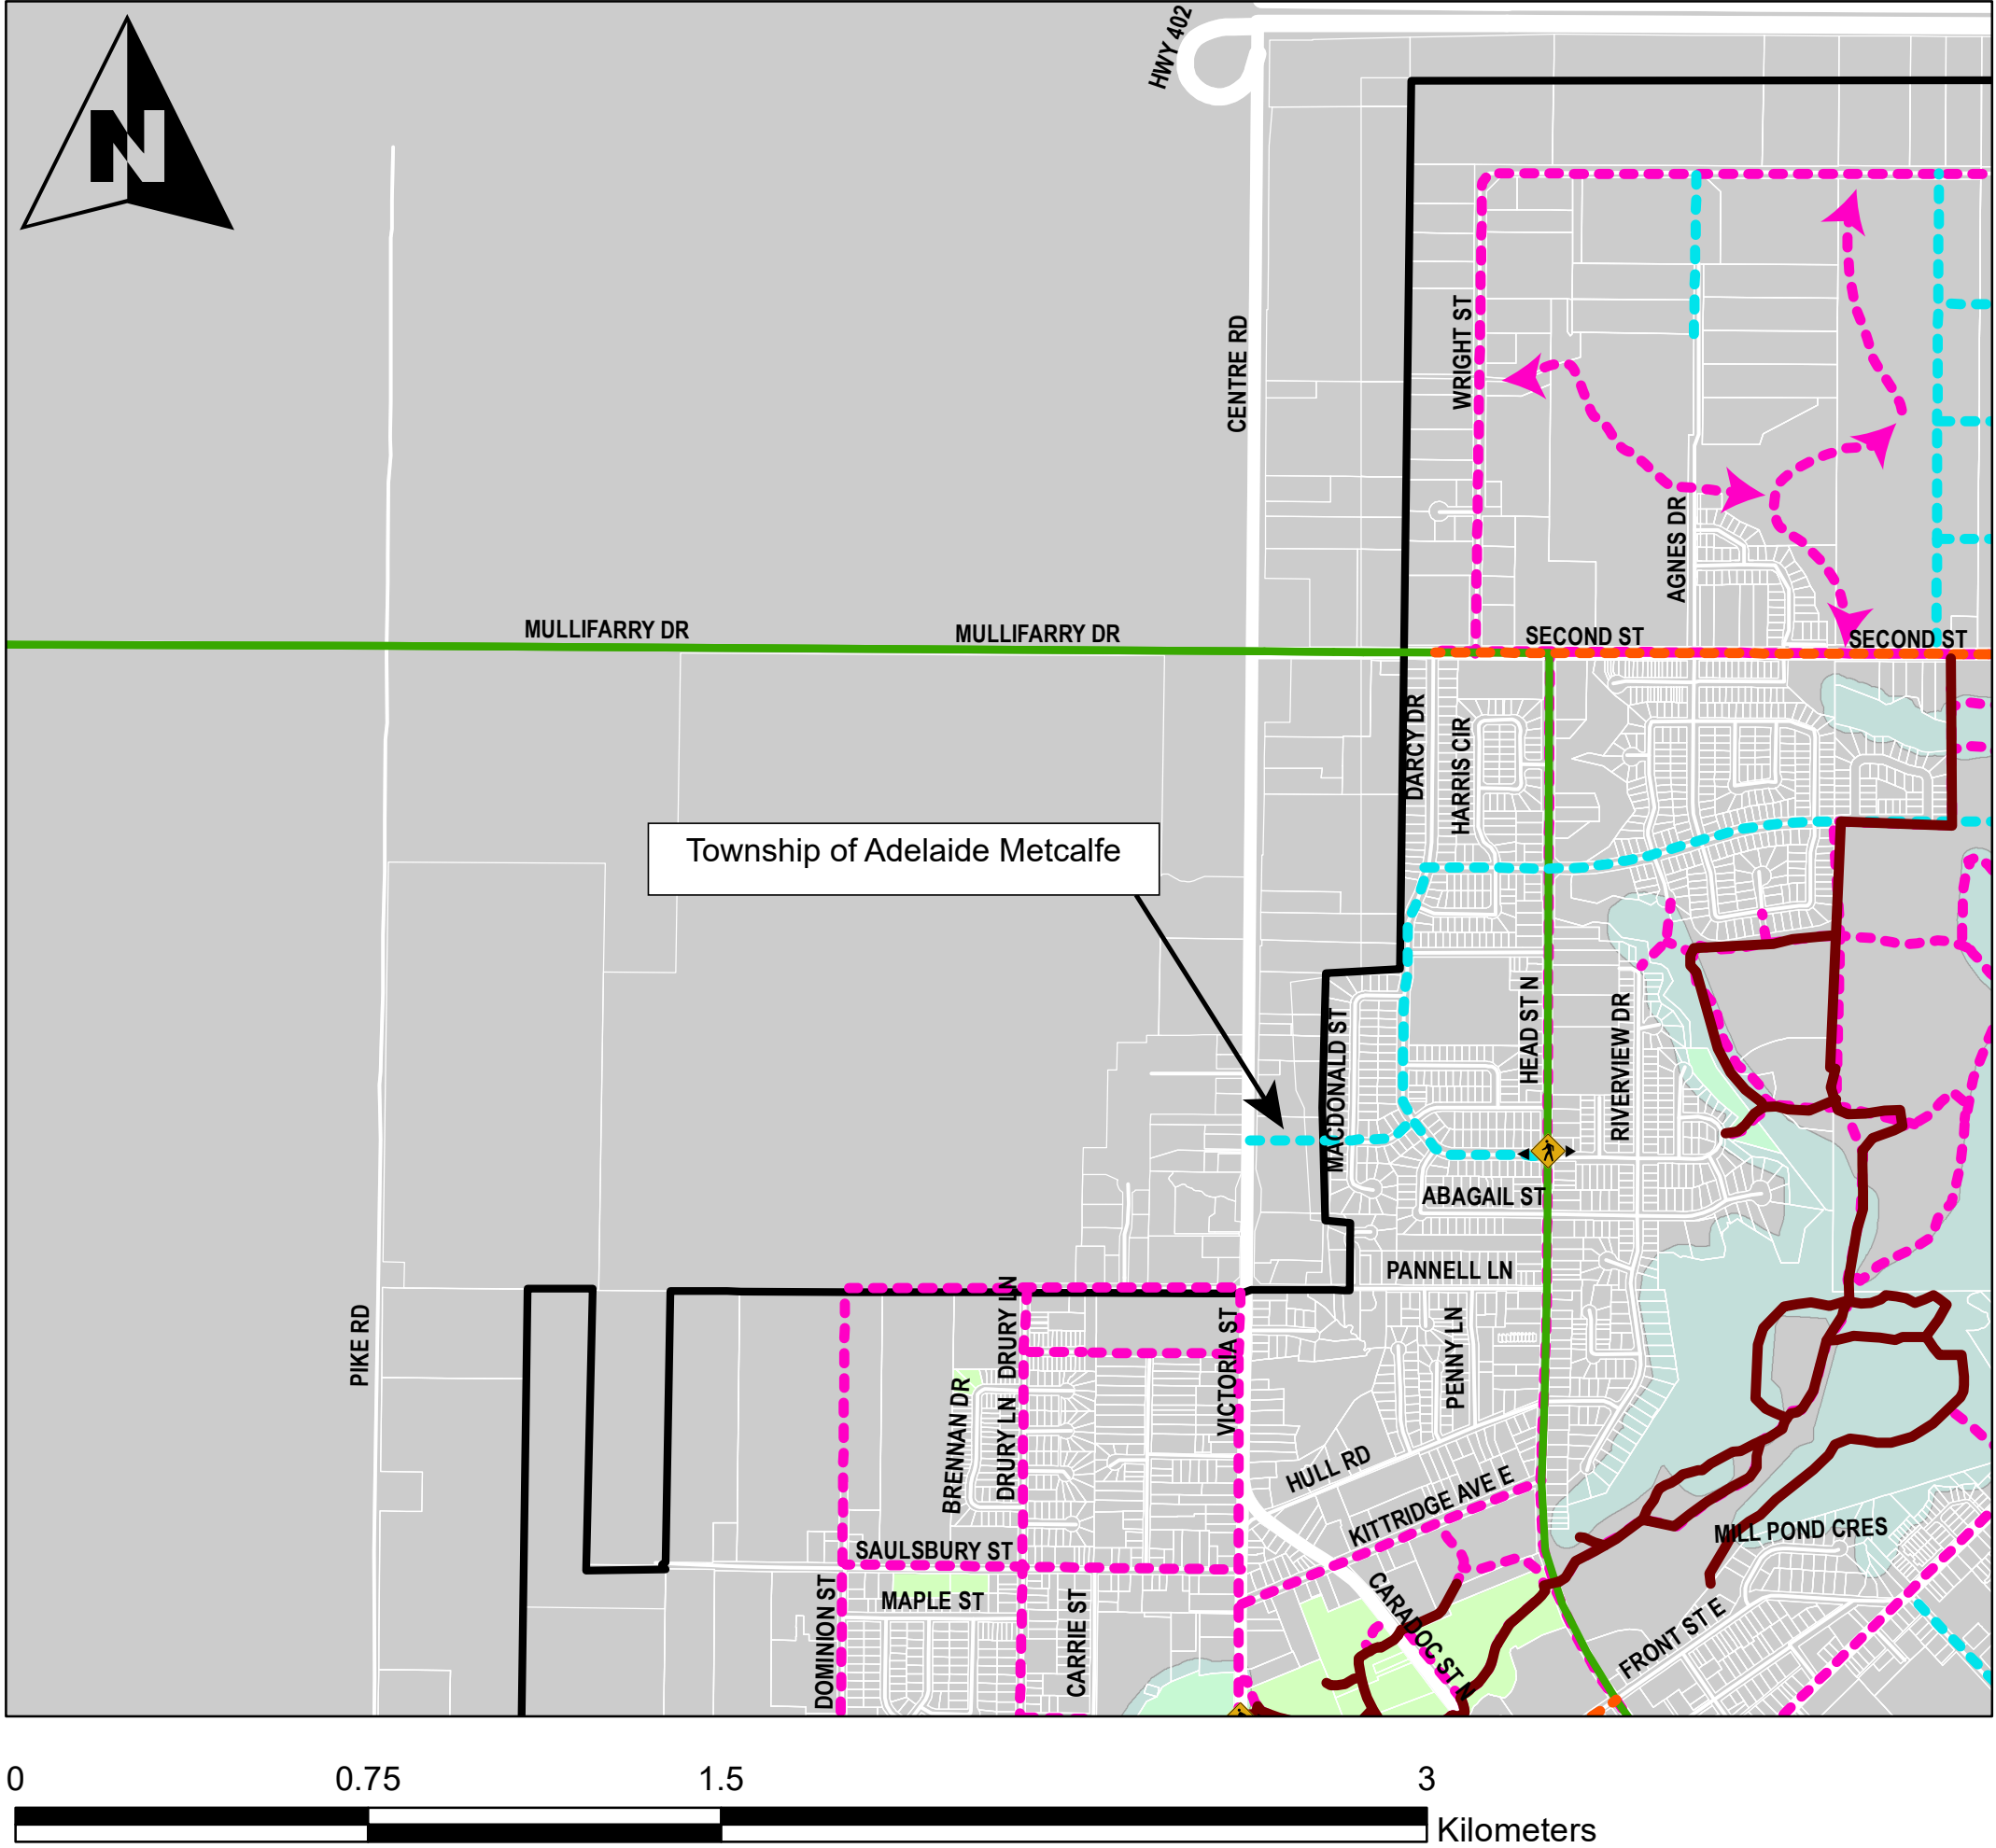 HWY 402
N
CENTRE RD
WRIGHT ST
AGNES DR
MULLIFARRY DR
MULLIFARRY DR
SECOND ST
SECOND ST
DARCY DR
HARRIS CIR
Township of Adelaide Metcalfe
HEAD ST N
RIVERVIEW DR
MACDONALD ST
ABAGAIL ST
PANNELL LN
PIKE RD
DRURY LN
VICTORIA ST
PENNY LN
BRENNAN DR
DRURY LN
HULL RD
KITTRIDGE AVE E
MILL POND CRES
SAULSBURY ST
MAPLE ST
DOMINION ST
CARRIE ST
CARADOC ST N
FRONT ST E
0 0.75 1.5 3
Kilometers